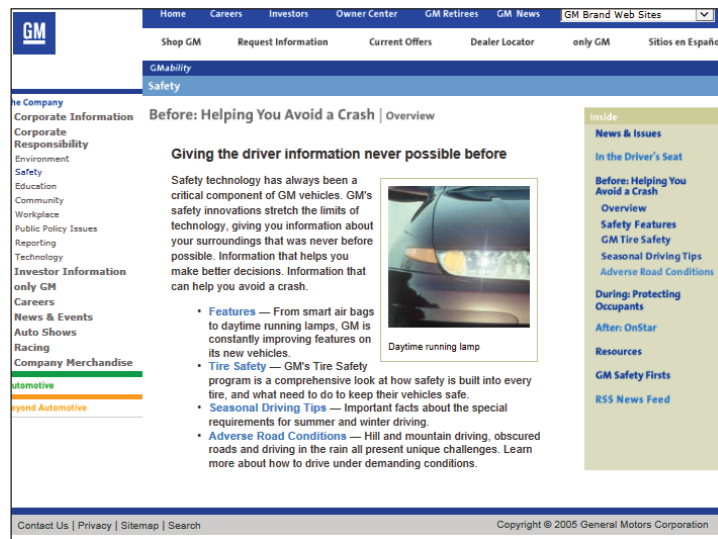 GM
Home Careers Investors Owner Center GM Retirees GM News GM Brand Web Sites
Shop GM Request Information Current Offers Dealer Locator only GM Sitios en Españo
GMability
Safety
he Company
Corporate Information
Corporate
Responsibility
Environment
Safety
Education
Community
Workplace
Public Policy Issues
Reporting
Technology
Investor Information
only GM
Careers
News & Events
Auto Shows
Racing
Company Merchandise
utomotive
eyond Automotive
Before: Helping You Avoid a Crash | Overview
Giving the driver information never possible before
Safety technology has always been a
critical component of GM vehicles. GM's
safety innovations stretch the limits of
technology, giving you information about
your surroundings that was never before
possible. Information that helps you
make better decisions. Information that
can help you avoid a crash.
Daytime running lamp
• Features — From smart air bags
to daytime running lamps, GM is
constantly improving features on
its new vehicles.
• Tire Safety — GM's Tire Safety
program is a comprehensive look at how safety is built into every
tire, and what need to do to keep their vehicles safe.
• Seasonal Driving Tips — Important facts about the special
requirements for summer and winter driving.
• Adverse Road Conditions — Hill and mountain driving, obscured
roads and driving in the rain all present unique challenges. Learn
more about how to drive under demanding conditions.
Inside
News & Issues
In the Driver's Seat
Before: Helping You
Avoid a Crash
Overview
Safety Features
GM Tire Safety
Seasonal Driving Tips
Adverse Road Conditions
During: Protecting
Occupants
After: OnStar
Resources
GM Safety Firsts
RSS News Feed
Contact Us | Privacy | Sitemap | Search Copyright © 2005 General Motors Corporation